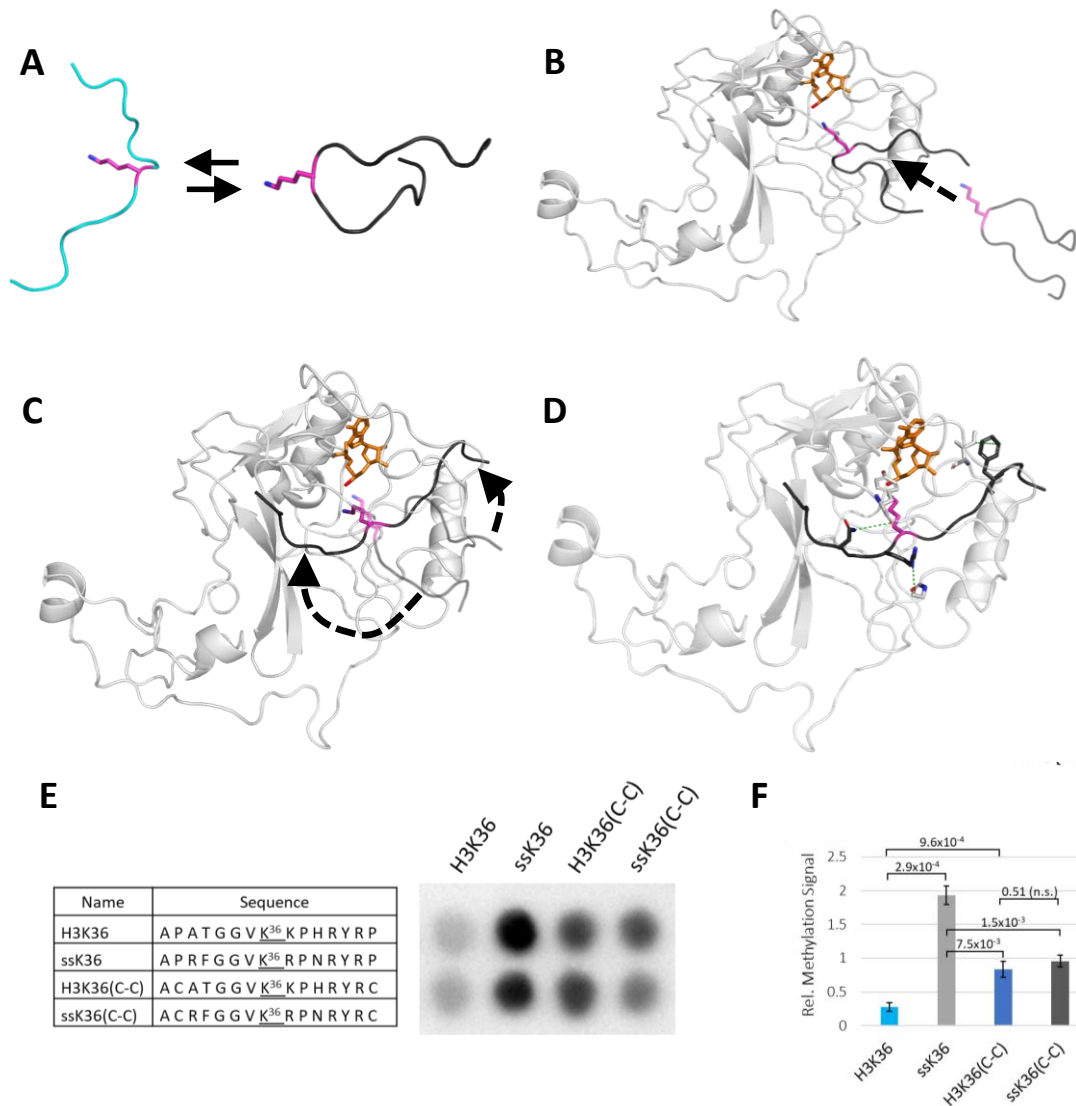 A
B
C
D
E
H3K36
ssK36
H3K36(C-C)
ssK36(C-C)
Name Sequence
H3K36 A P A T G G V K36 K P H R Y R P
ssK36 A P R F G G V K36 R P N R Y R P
H3K36(C-C) A C A T G G V K36 K P H R Y R C
ssK36(C-C) A C R F G G V K36 R P N R Y R C
F
Rel. Methylation Signal
2.5
2
1.5
1
0.5
0
9.6x10-4
2.9x10-4
0.51 (n.s.)
1.5x10-3
7.5x10-3
H3K36
ssK36
H3K36(C-C)
ssK36(C-C)